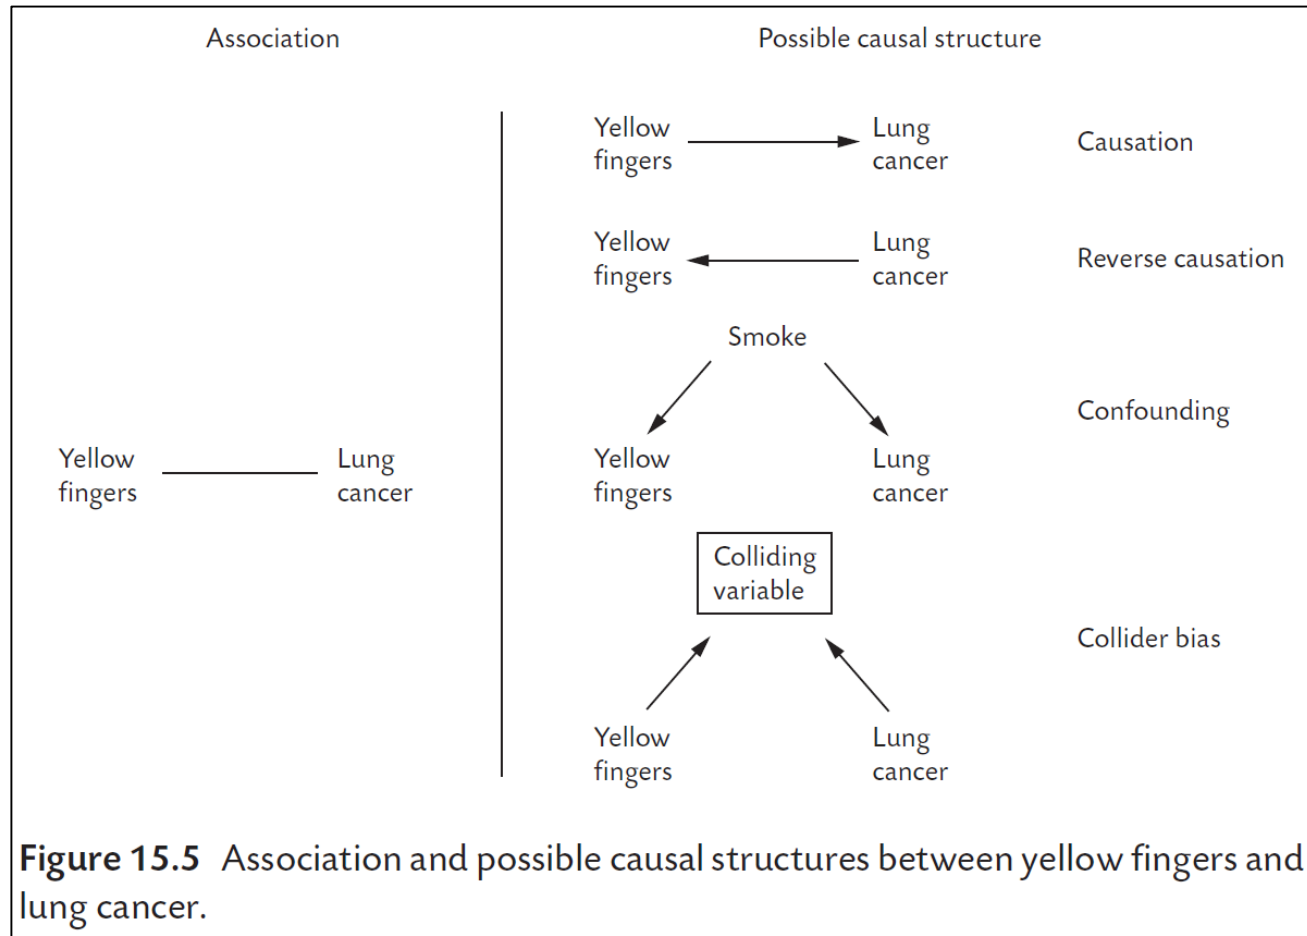 Association
Possible causal structure
Yellow
fingers
Lung
cancer
Causation
Yellow
fingers
Lung
cancer
Reverse causation
Smoke
Confounding
Yellow
fingers
Lung
cancer
Yellow
fingers
Lung
cancer
Colliding
variable
Collider bias
Yellow
fingers
Lung
cancer
Figure 15.5 Association and possible causal structures between yellow fingers and
lung cancer.